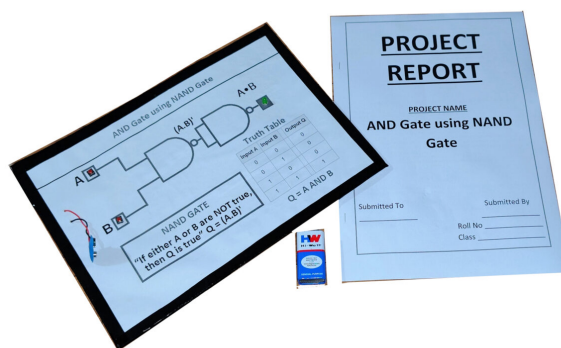 AND Gate using NAND Gate
A
B
(A.B)'
A•B
Truth Table
Input A Input B Output Q
0 0 0
0 1 0
1 0 0
1 1 1
Q = A AND B
NAND GATE
"If either A or B are NOT true,
then Q is true" Q = (A.B)'
PROJECT
REPORT
PROJECT NAME
AND Gate using NAND
Gate
Submitted To
Submitted By
Roll No
Class
HW